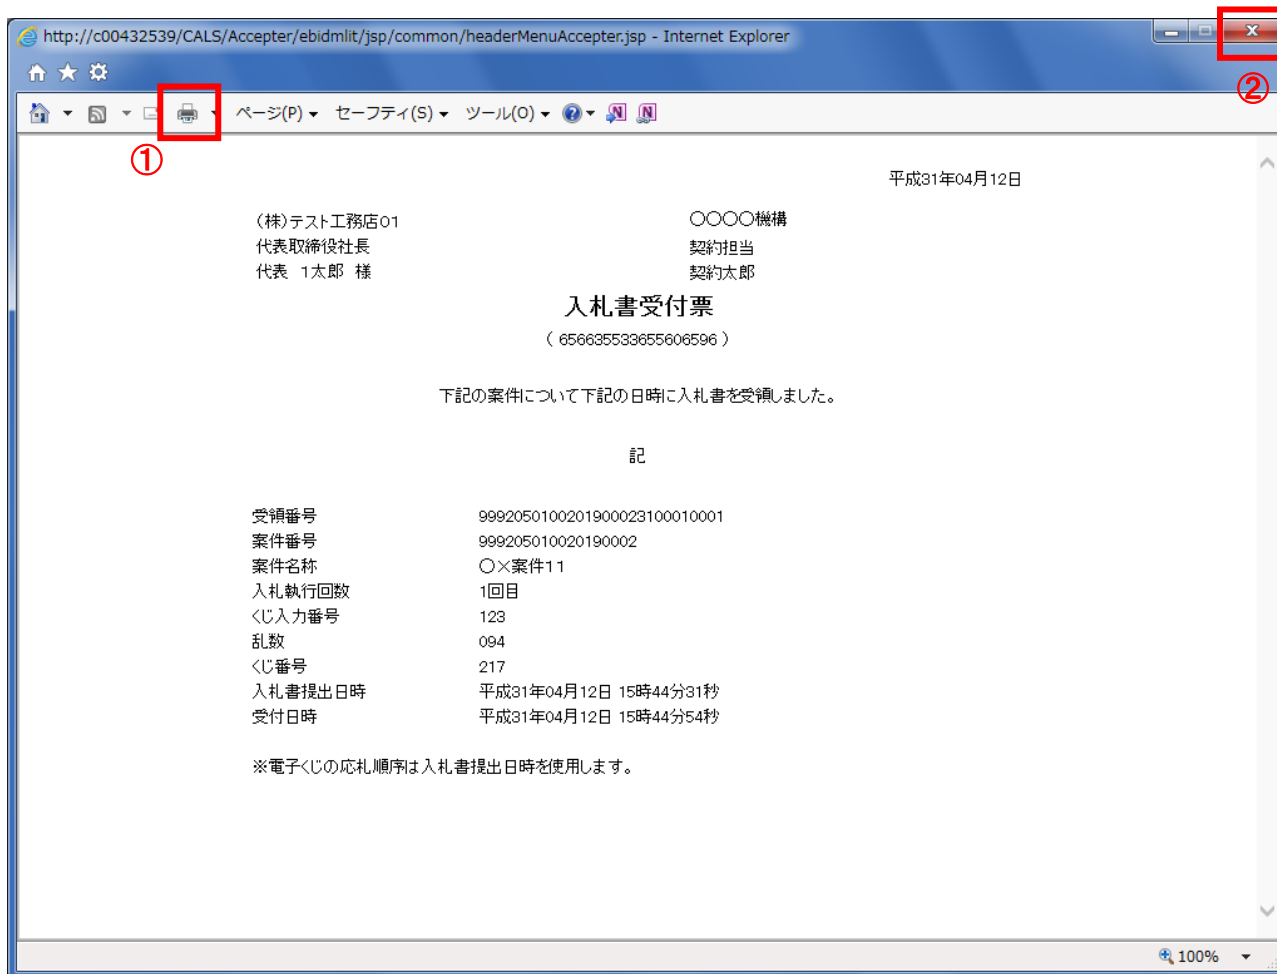 http://c00432539/CALS/Accepter/ebidmlit/jsp/common/headerMenuAccepter.jsp - Internet Explorer
②
ページ(P) セーフティ(S) ツール(O)
①
平成31年04月12日
(株)テスト工務店01 〇〇〇〇機構
代表取締役社長 契約担当
代表 1太郎 様 契約太郎
入札書受付票
( 656635533655606596 )
下記の案件について下記の日時に入札書を受領しました。
記
受領番号 9992050100201900023100010001
案件番号 999205010020190002
案件名称 〇×案件11
入札執行回数 1回目
くじ入力番号 123
乱数 094
くじ番号 217
入札書提出日時 平成31年04月12日 15時44分31秒
受付日時 平成31年04月12日 15時44分54秒
※電子くじの応札順序は入札書提出日時を使用します。
100%